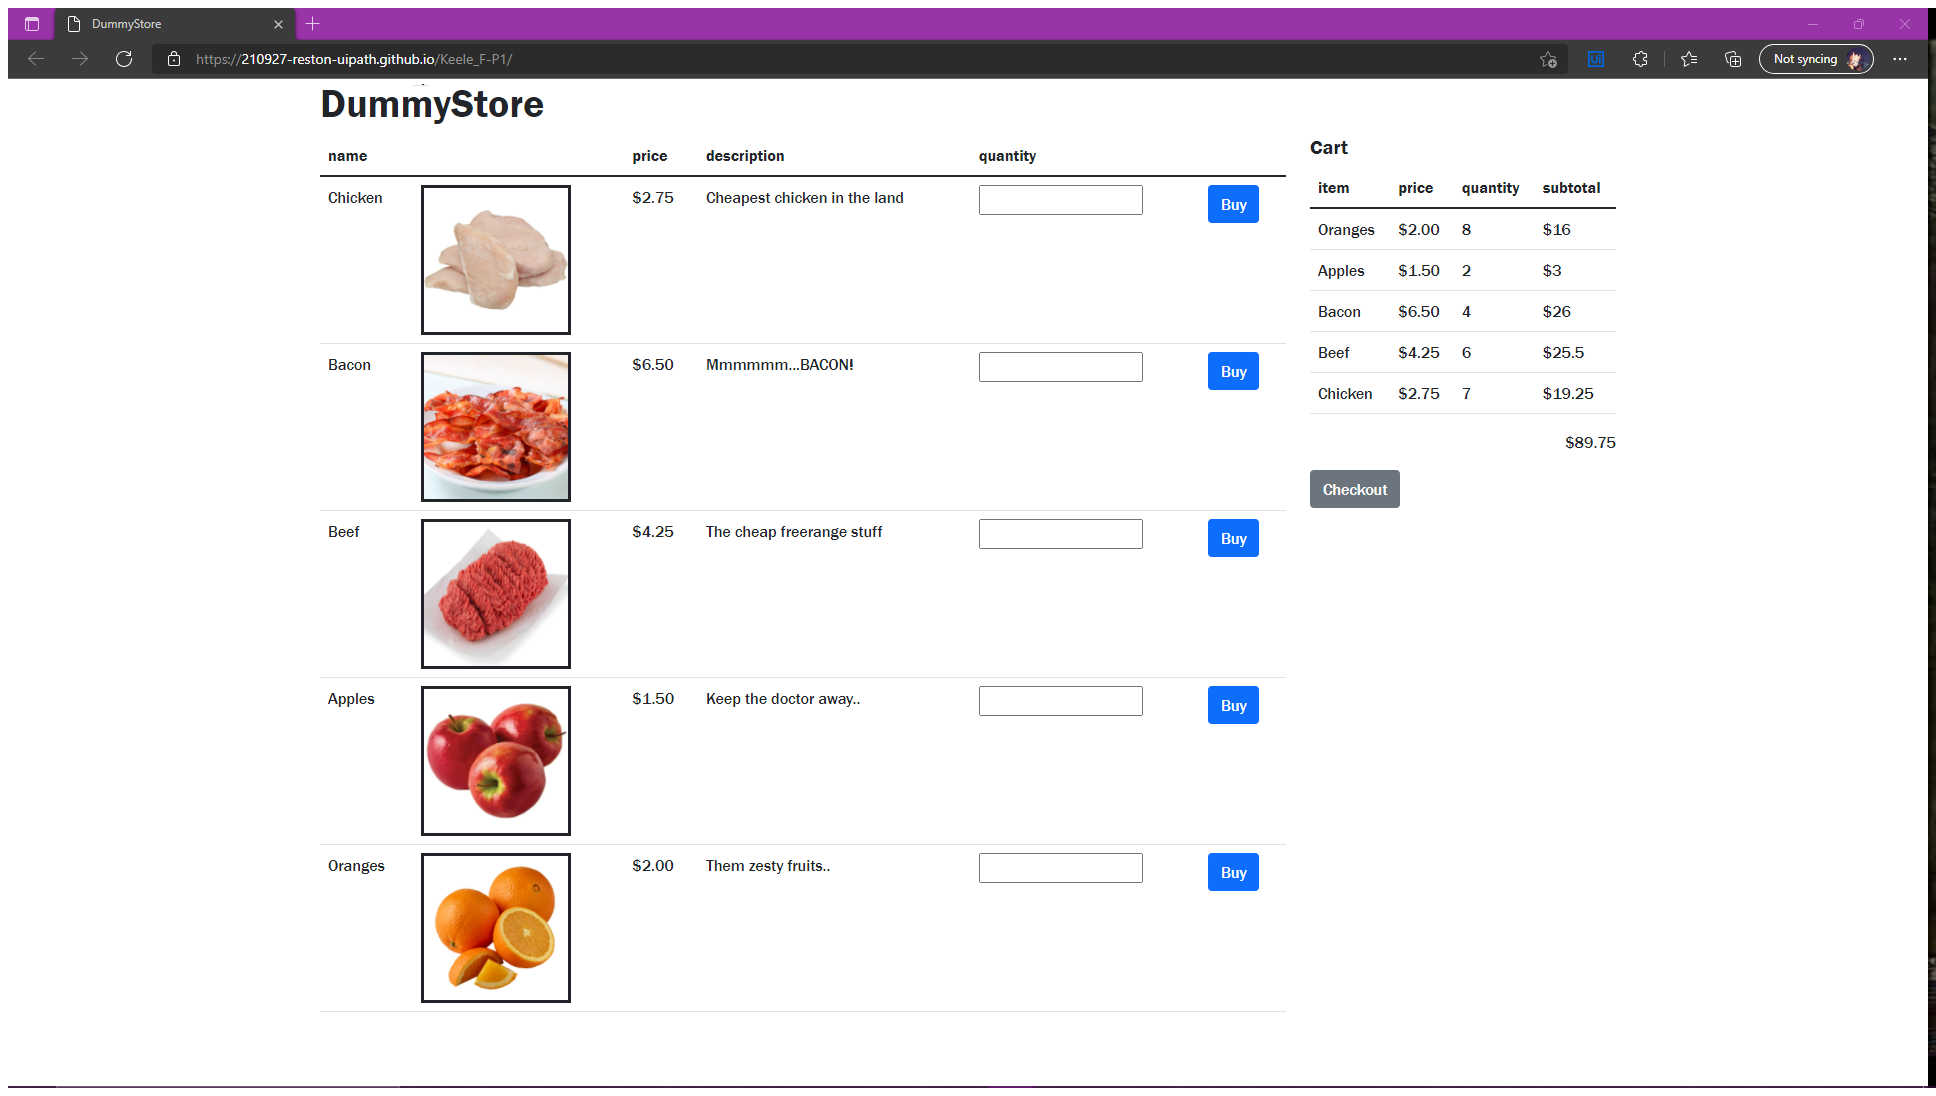 DummyStore
https://210927-reston-uipath.github.io/Keele_F-P1/
Ui
Not syncing
DummyStore
name price description quantity
Chicken $2.75 Cheapest chicken in the land Buy
Bacon $6.50 Mmmmmm...BACON! Buy
Beef $4.25 The cheap freerange stuff Buy
Apples $1.50 Keep the doctor away.. Buy
Oranges $2.00 Them zesty fruits.. Buy
Cart
item price quantity subtotal
Oranges $2.00 8 $16
Apples $1.50 2 $3
Bacon $6.50 4 $26
Beef $4.25 6 $25.5
Chicken $2.75 7 $19.25
$89.75
Checkout